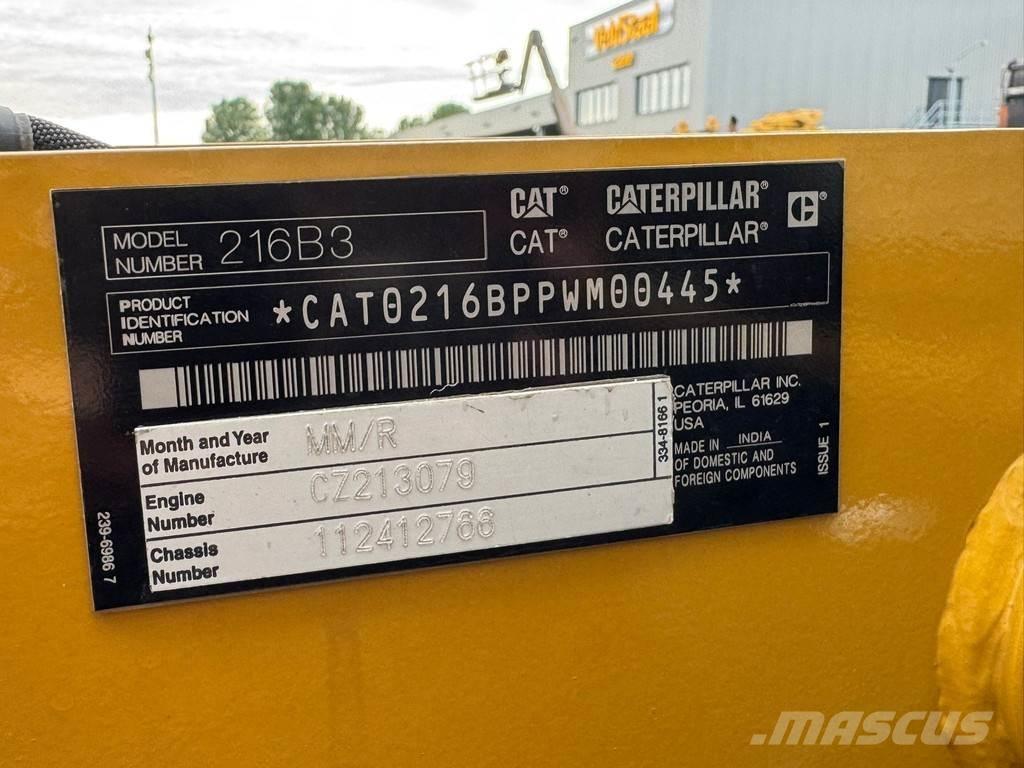 CAT® CATERPILLAR® C®
CAT® CATERPILLAR®
MODEL NUMBER 216B3
PRODUCT IDENTIFICATION NUMBER *CAT0216BPPWM00445*
CATERPILLAR INC.
PEORIA, IL 61629
USA
MADE IN INDIA
OF DOMESTIC AND
FOREIGN COMPONENTS
ISSUE 1
334-8166 1
Month and Year
of Manufacture MM/R
Engine
Number CZ213079
Chassis
Number 112412766
239-6986 7
MASCUS